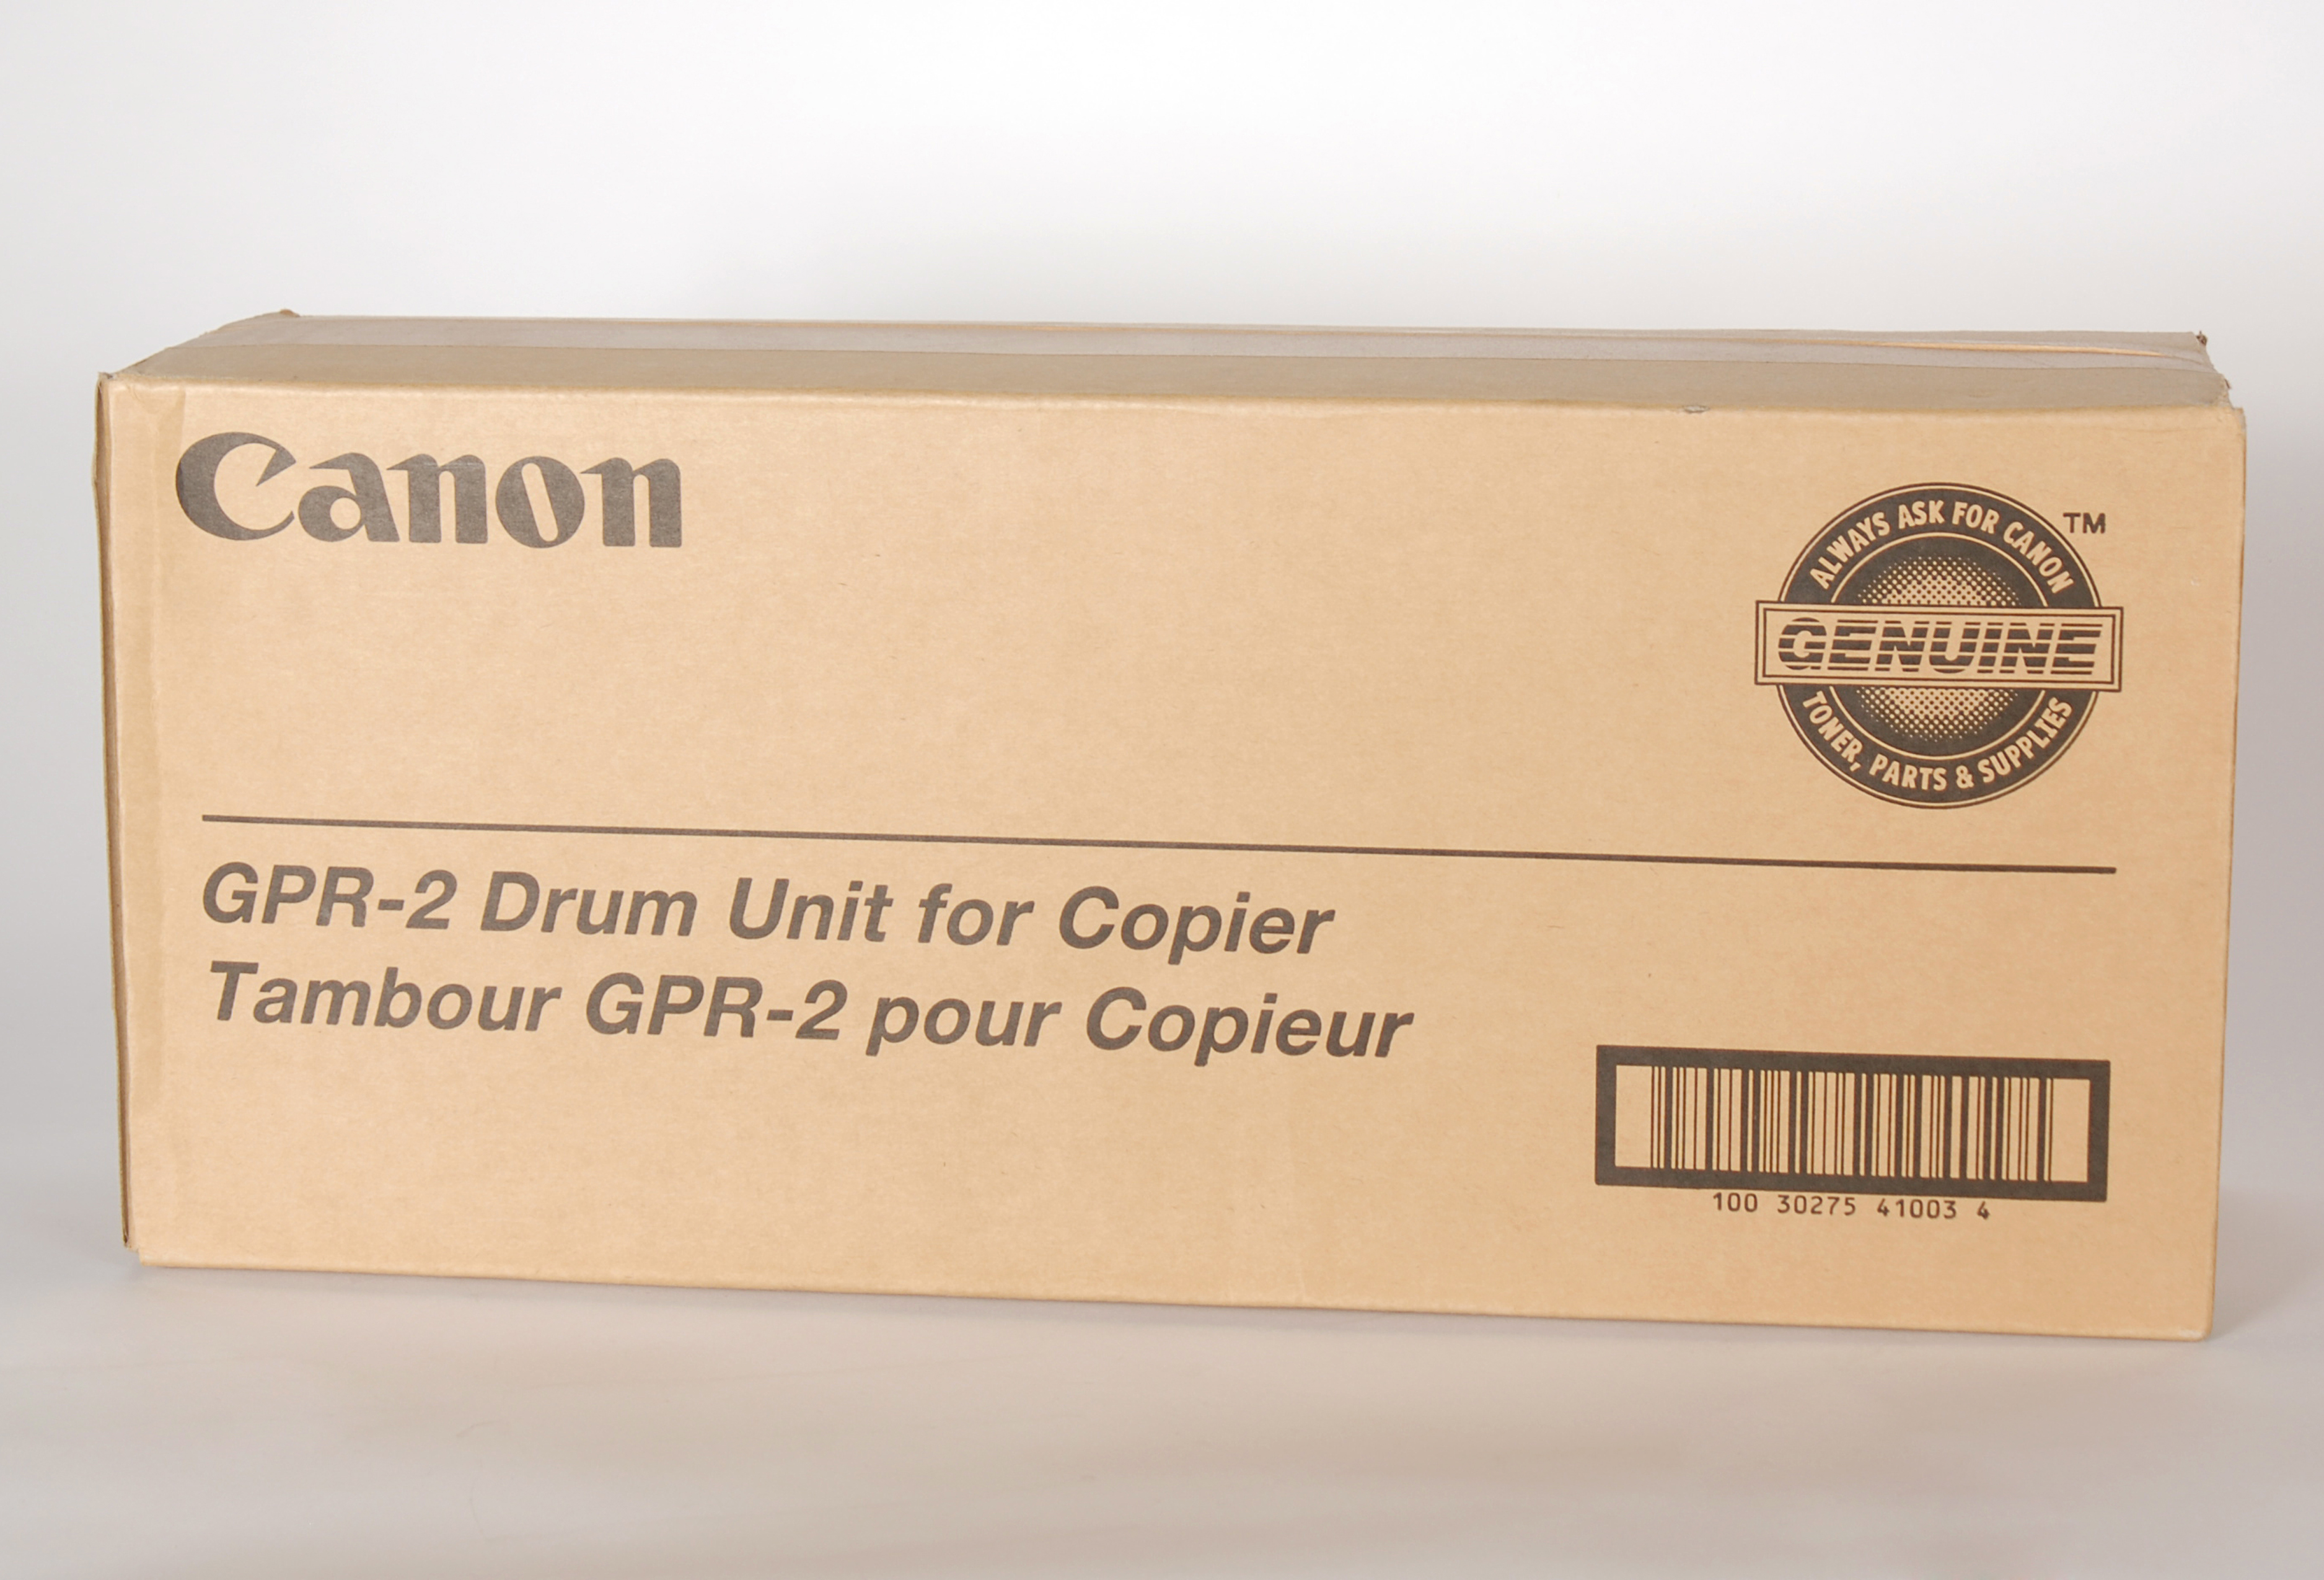 Canon
ALWAYS ASK FOR CANON
TM
GENUINE
TONER, PARTS & SUPPLIES
GPR-2 Drum Unit for Copier
Tambour GPR-2 pour Copieur
100 30275 41003 4